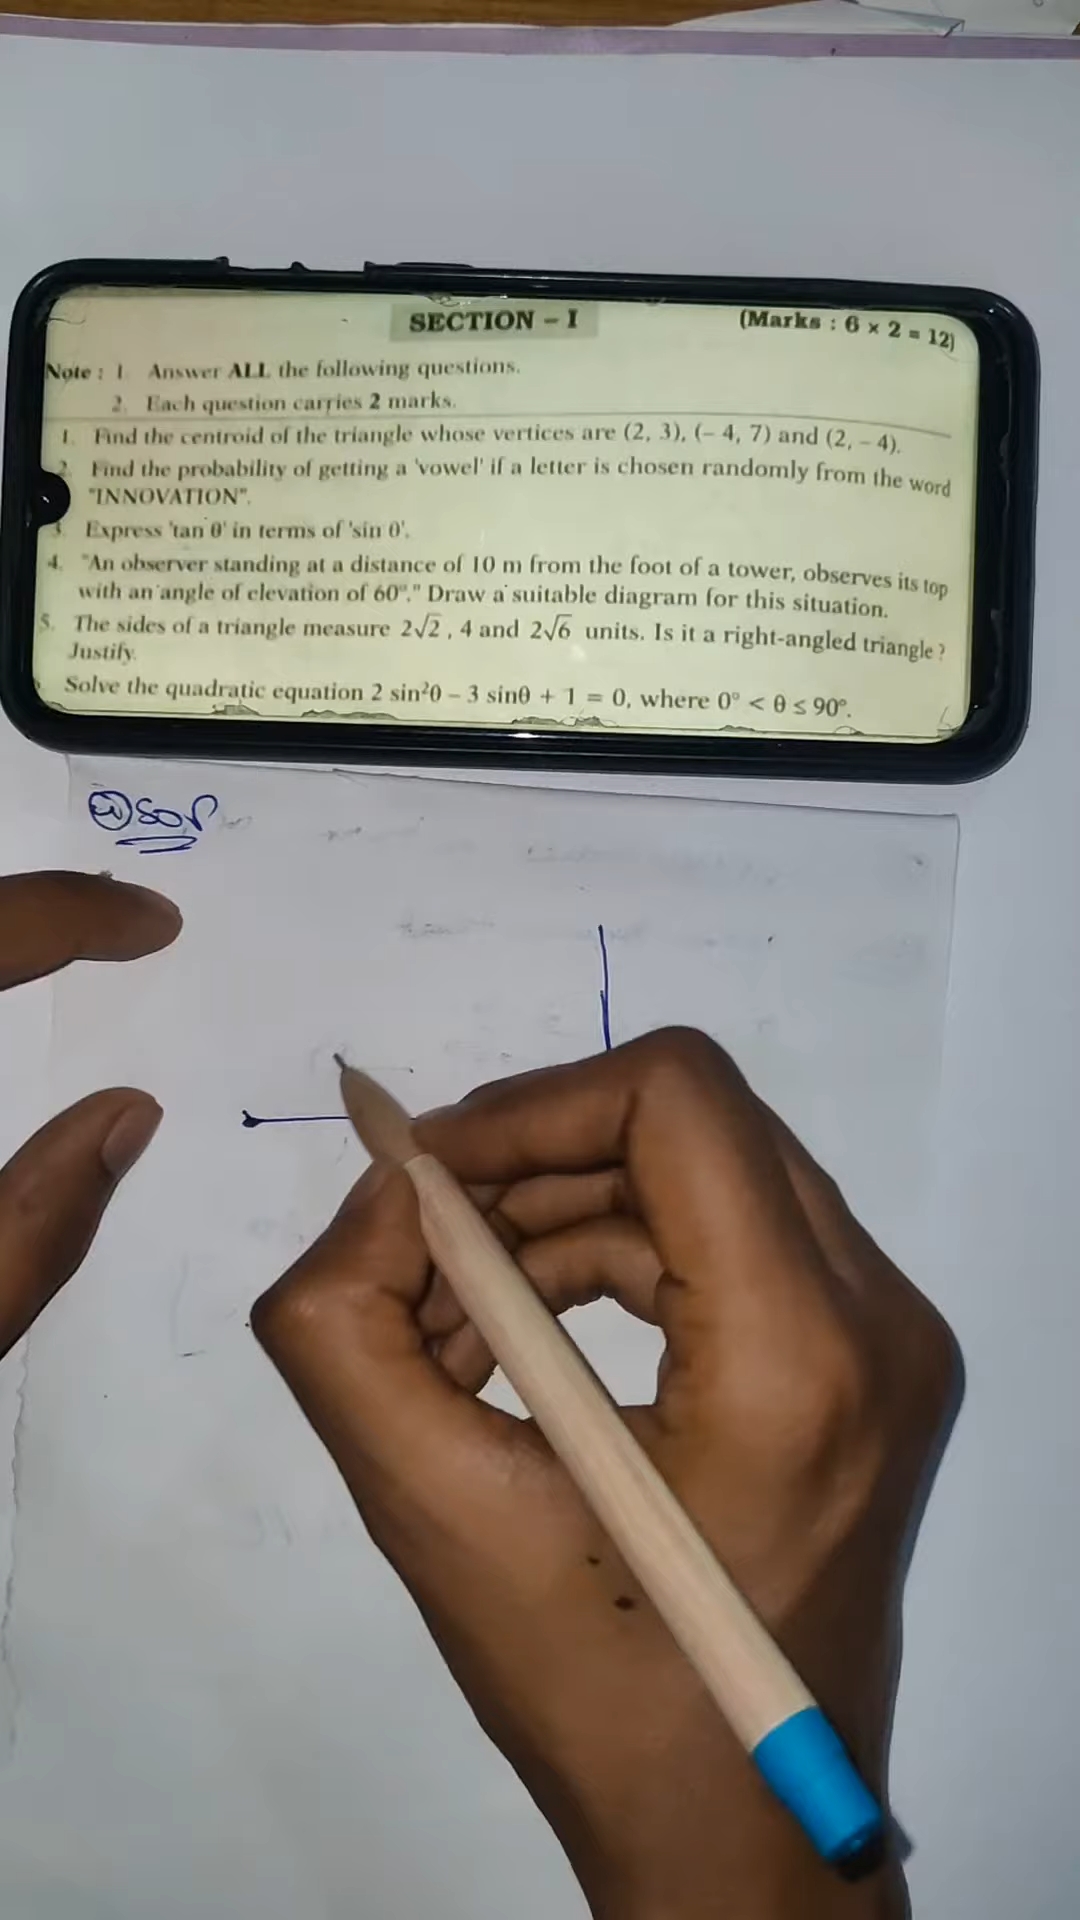 SECTION – I
(Marks : 6 × 2 = 12)
Note : 1. Answer ALL the following questions.
2. Each question carries 2 marks.
1. Find the centroid of the triangle whose vertices are (2, 3), (– 4, 7) and (2, – 4).
2. Find the probability of getting a 'vowel' if a letter is chosen randomly from the word
"INNOVATION".
3. Express 'tan θ' in terms of 'sin θ'.
4. "An observer standing at a distance of 10 m from the foot of a tower, observes its top
with an angle of elevation of 60°." Draw a suitable diagram for this situation.
5. The sides of a triangle measure 2√2 , 4 and 2√6 units. Is it a right-angled triangle ?
Justify.
Solve the quadratic equation 2 sin²θ – 3 sinθ + 1 = 0, where 0° < θ ≤ 90°.